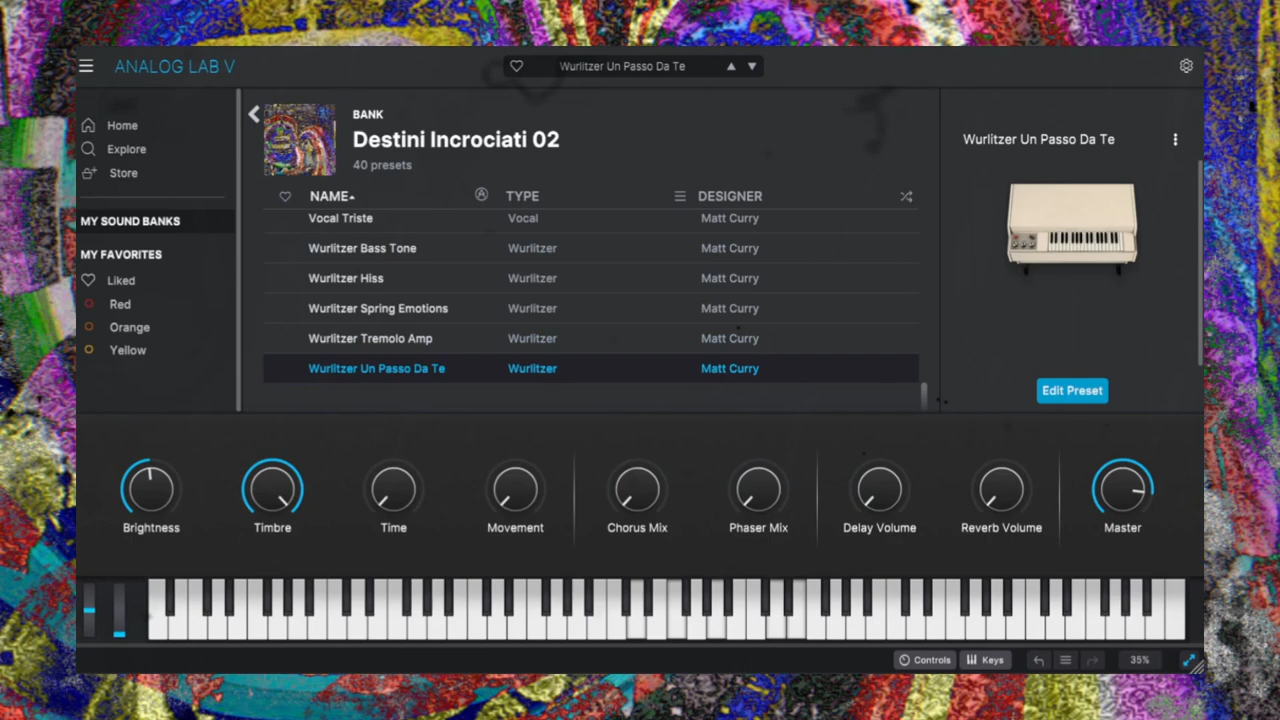 ANALOG LAB V
Wurlitzer Un Passo Da Te
Home
Explore
Store
MY SOUND BANKS
MY FAVORITES
Liked
Red
Orange
Yellow
BANK
Destini Incrociati 02
40 presets
NAME TYPE DESIGNER
Vocal Triste Vocal Matt Curry
Wurlitzer Bass Tone Wurlitzer Matt Curry
Wurlitzer Hiss Wurlitzer Matt Curry
Wurlitzer Spring Emotions Wurlitzer Matt Curry
Wurlitzer Tremolo Amp Wurlitzer Matt Curry
Wurlitzer Un Passo Da Te Wurlitzer Matt Curry
Wurlitzer Un Passo Da Te
Edit Preset
Brightness Timbre Time Movement Chorus Mix Phaser Mix Delay Volume Reverb Volume Master
Controls Keys 35%